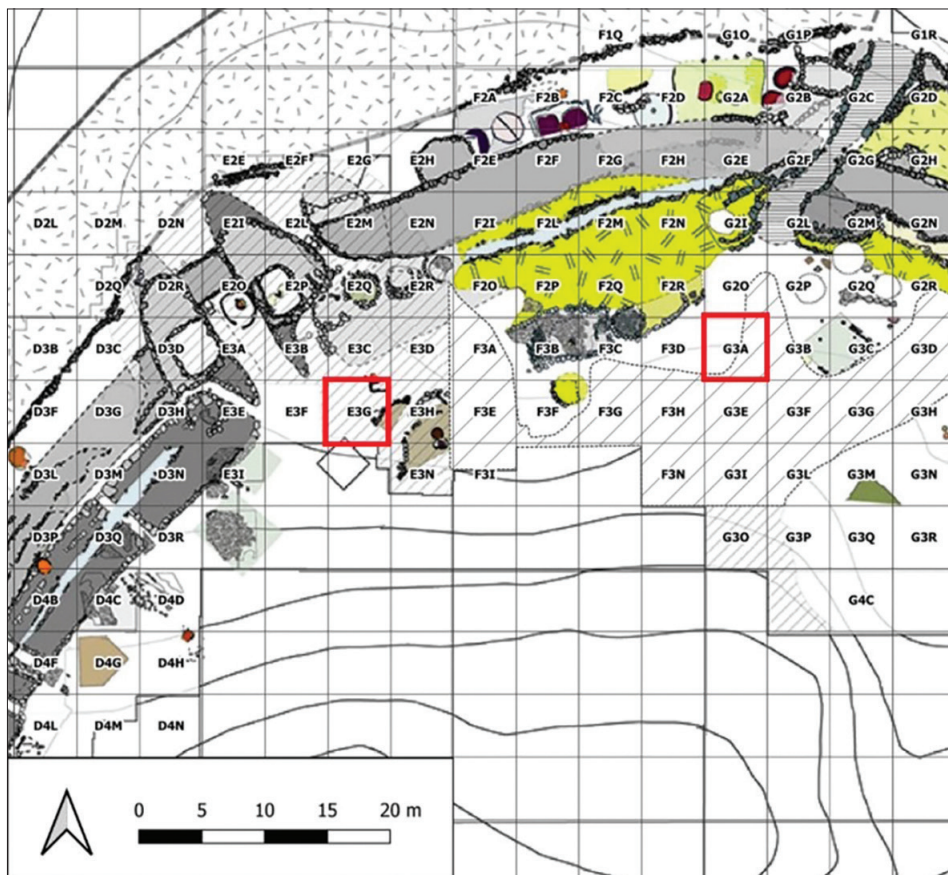 F1Q G1O G1P G1R
F2A F2B F2C F2D G2A G2B G2C G2D
E2E E2F E2G E2H F2E F2F F2G F2H G2E G2F G2G G2H
D2L D2M D2N E2I E2L E2M E2N F2I F2L F2M F2N G2I G2L G2M G2N
D2Q D2R E2O E2P E2Q E2R F2O F2P F2Q F2R G2O G2P G2Q G2R
D3B D3C D3D E3A E3B E3C E3D F3A F3B F3C F3D G3A G3B G3C G3D
D3F D3G D3H E3E E3F E3G E3H F3E F3F F3G F3H G3E G3F G3G G3H
D3L D3M D3N E3I E3N F3I F3N G3I G3L G3M G3N
D3P D3Q D3R G3O G3P G3Q G3R
D4B D4C D4D G4C
D4F D4G D4H
D4L D4M D4N
0 5 10 15 20 m